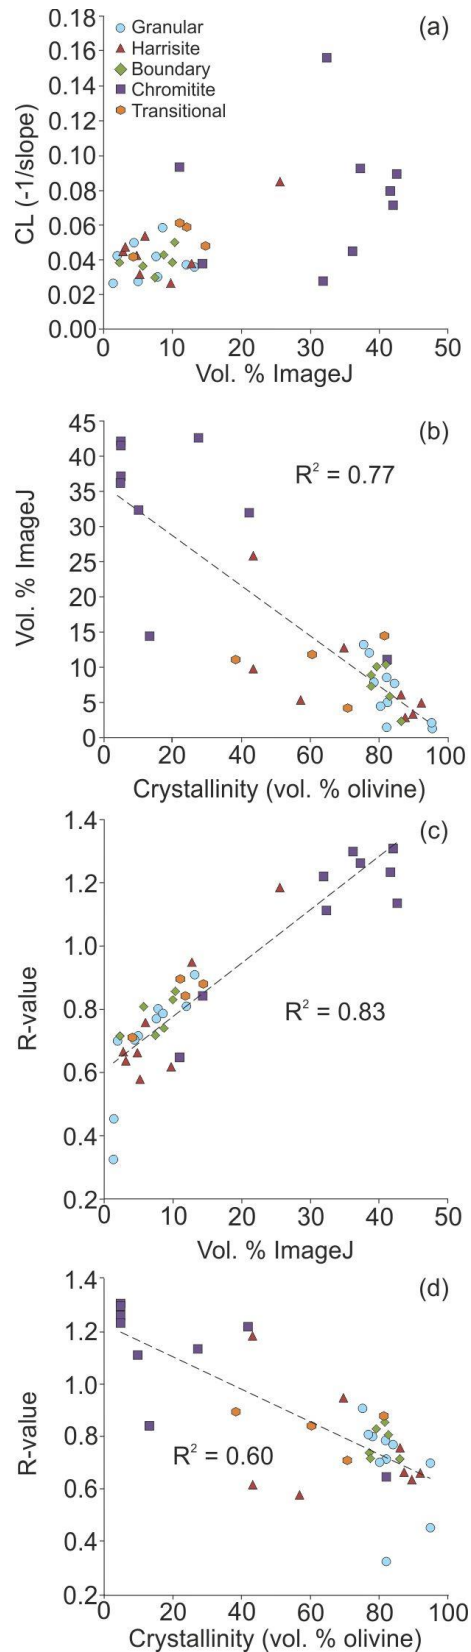 (a)
Granular
Harrisite
Boundary
Chromitite
Transitional
0.18
0.16
0.14
0.12
0.10
0.08
0.06
0.04
0.02
0.00
CL (-1/slope)
0 10 20 30 40 50
Vol. % ImageJ
(b)
R² = 0.77
45
40
35
30
25
20
15
10
5
0
Vol. % ImageJ
0 20 40 60 80 100
Crystallinity (vol. % olivine)
(c)
R² = 0.83
1.4
1.2
1.0
0.8
0.6
0.4
0.2
R-value
0 10 20 30 40 50
Vol. % ImageJ
(d)
R² = 0.60
1.4
1.2
1.0
0.8
0.6
0.4
0.2
R-value
0 20 40 60 80 100
Crystallinity (vol. % olivine)